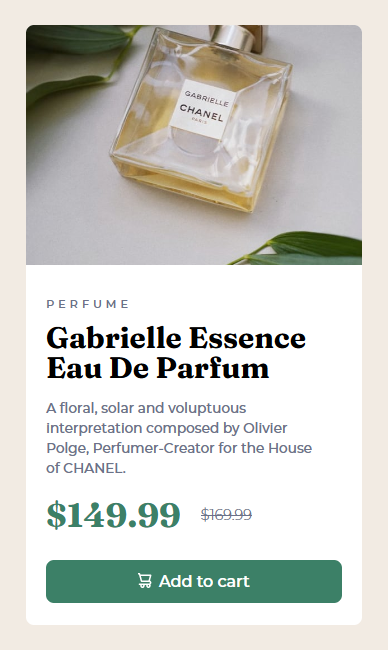 GABRIELLE
CHANEL
PARIS
PERFUME
Gabrielle Essence
Eau De Parfum
A floral, solar and voluptuous
interpretation composed by Olivier
Polge, Perfumer-Creator for the House
of CHANEL.
$149.99 $169.99
Add to cart